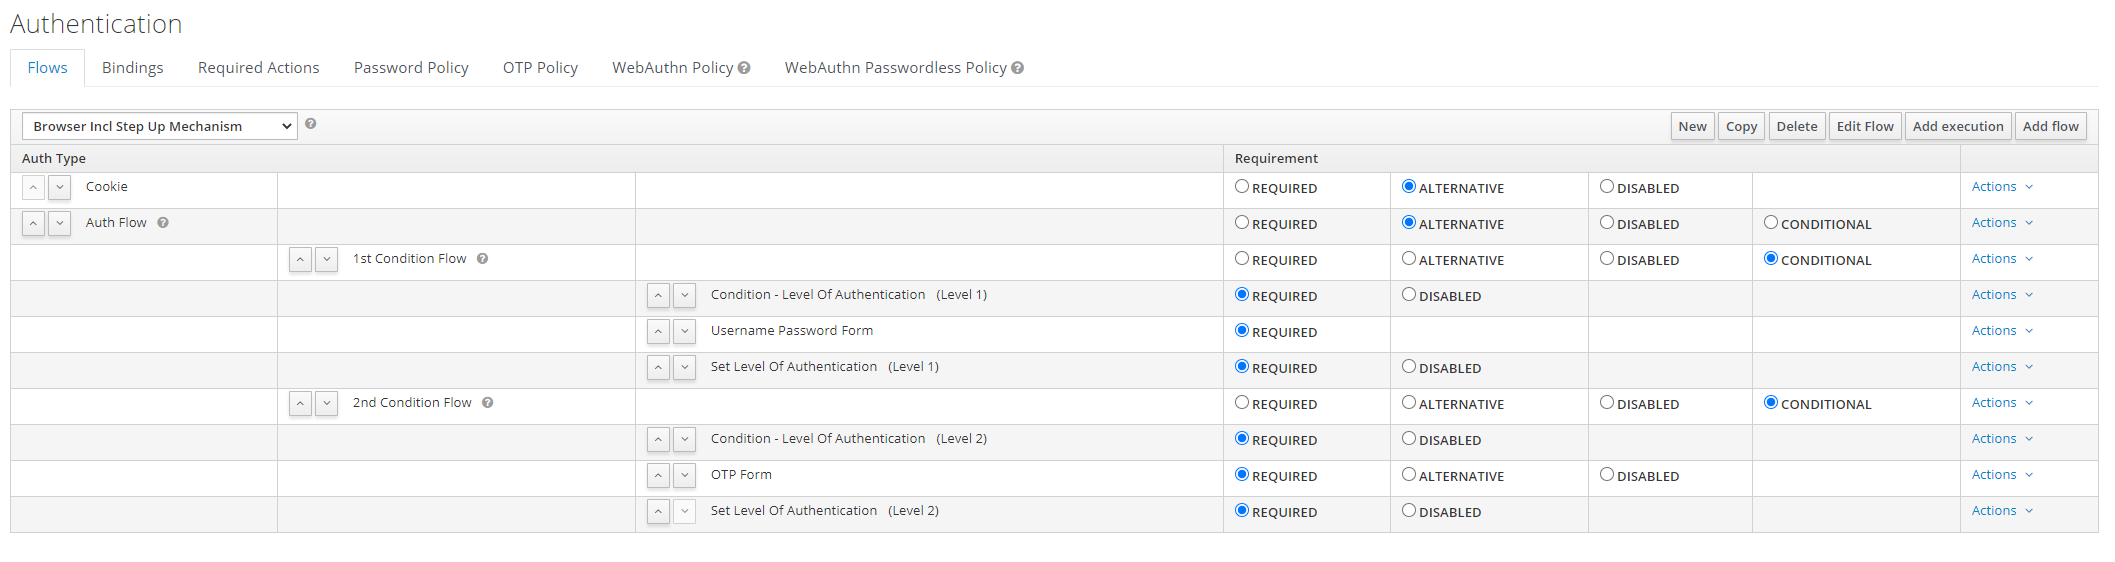 Authentication
Flows Bindings Required Actions Password Policy OTP Policy WebAuthn Policy WebAuthn Passwordless Policy
Browser Incl Step Up Mechanism New Copy Delete Edit Flow Add execution Add flow
Auth Type Requirement
Cookie REQUIRED ALTERNATIVE DISABLED Actions
Auth Flow REQUIRED ALTERNATIVE DISABLED CONDITIONAL Actions
1st Condition Flow REQUIRED ALTERNATIVE DISABLED CONDITIONAL Actions
Condition - Level Of Authentication (Level 1) REQUIRED DISABLED Actions
Username Password Form REQUIRED Actions
Set Level Of Authentication (Level 1) REQUIRED DISABLED Actions
2nd Condition Flow REQUIRED ALTERNATIVE DISABLED CONDITIONAL Actions
Condition - Level Of Authentication (Level 2) REQUIRED DISABLED Actions
OTP Form REQUIRED ALTERNATIVE DISABLED Actions
Set Level Of Authentication (Level 2) REQUIRED DISABLED Actions